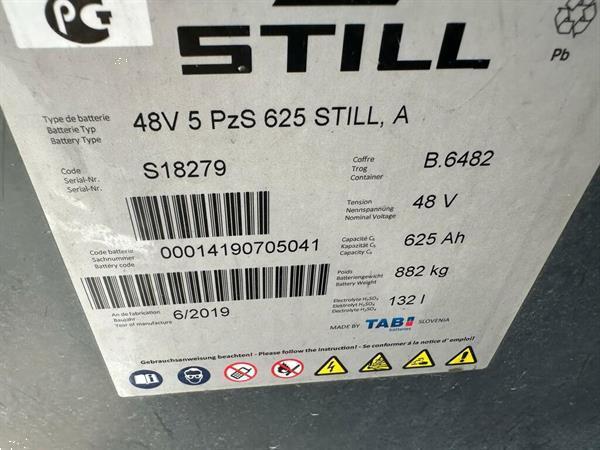 PG
STILL
Pb
Type de batterie
Batterie Typ
Battery Type
48V 5 PzS 625 STILL, A
Code
Serial-Nr.
Serial-Nr.
S18279
Coffre
Trog
Container
B.6482
Tension
Nennspannung
Nominal Voltage
48 V
Code batterie
Sachnummer
Battery code
00014190705041
Capacité C₅
Kapazität C₅
Capacity C₅
625 Ah
Poids
Batteriengewicht
Battery Weight
882 kg
An de fabrication
Baujahr
Year of manufacture
6/2019
Electrolyte H₂SO₄
Elektrolyt H₂SO₄
Electrolyte H₂SO₄
132 l
MADE BY TAB batteries SLOVENIA
Gebrauchsanweisung beachten! - Please follow the instruction! - Se conformer à la notice d' emploi!